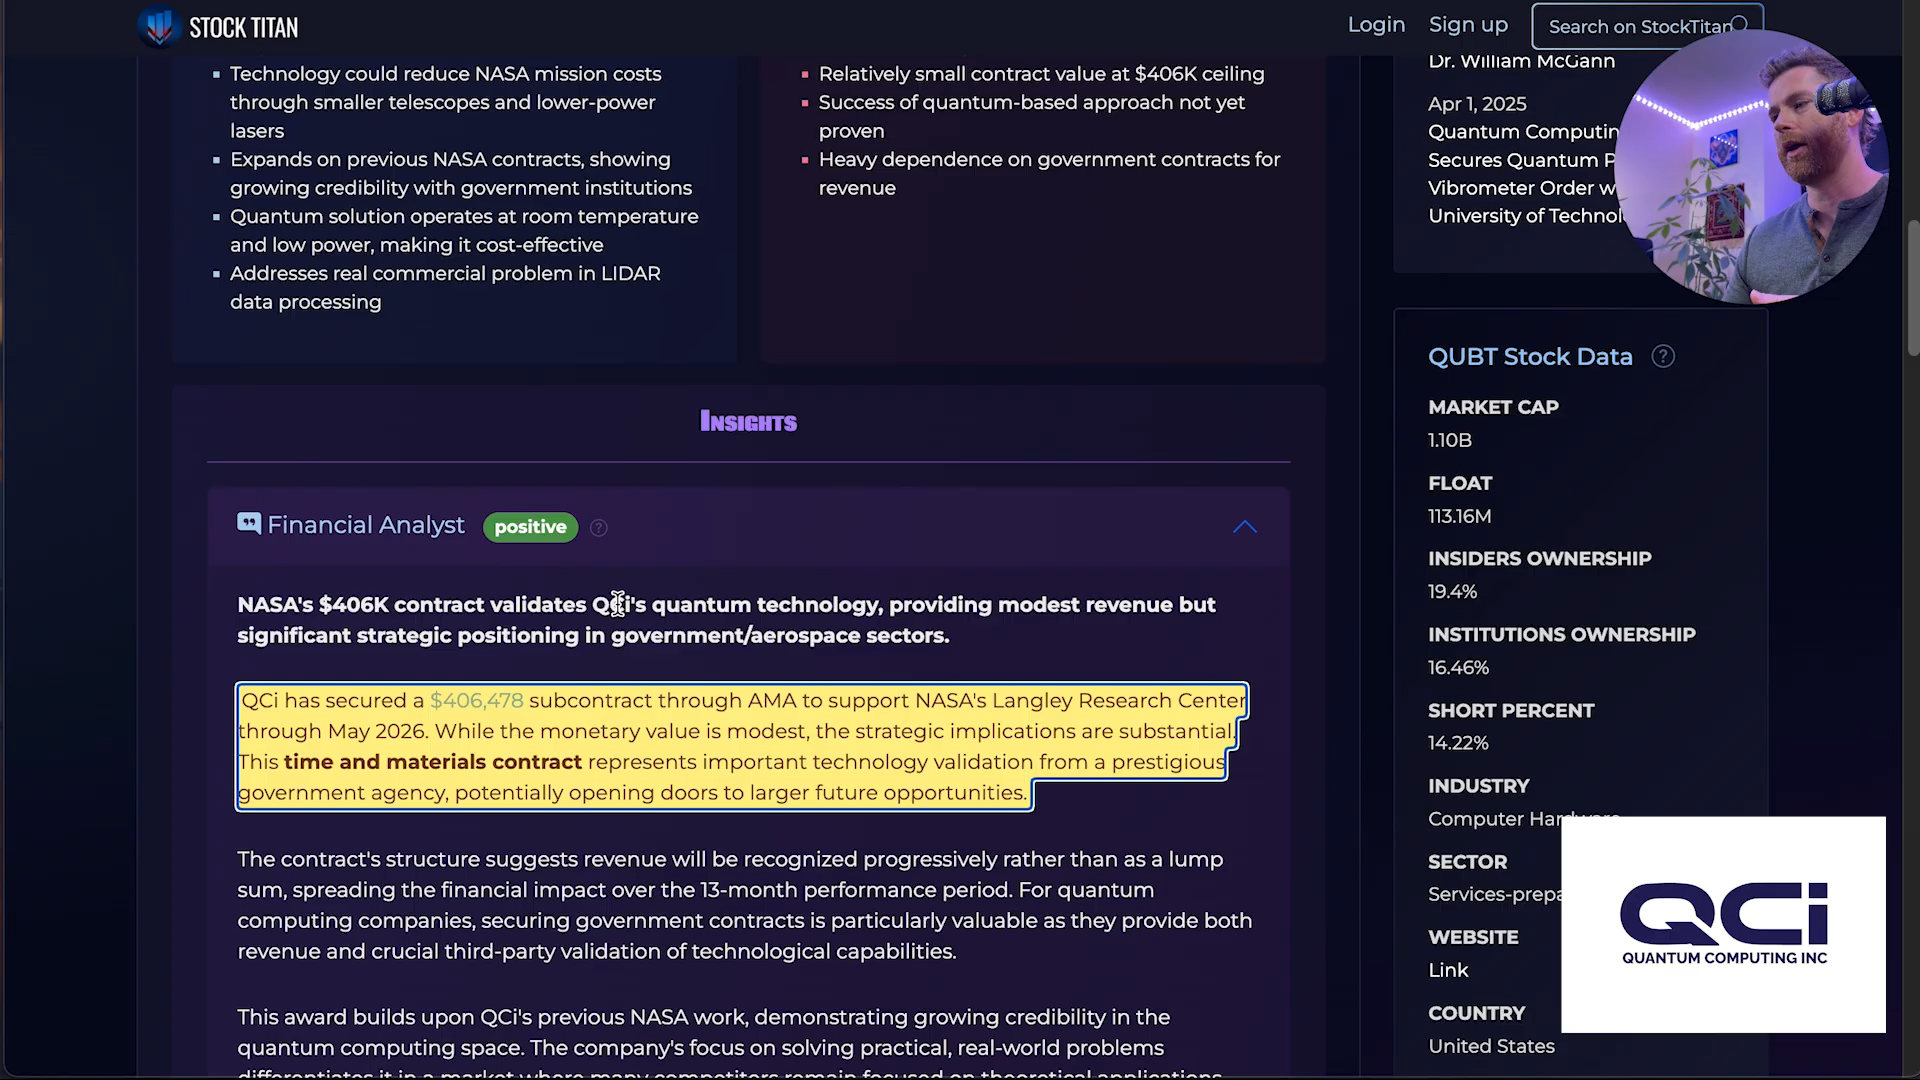 STOCK TITAN
Login
Sign up
Search on StockTitan
Technology could reduce NASA mission costs
through smaller telescopes and lower-power
lasers
Expands on previous NASA contracts, showing
growing credibility with government institutions
Quantum solution operates at room temperature
and low power, making it cost-effective
Addresses real commercial problem in LIDAR
data processing
Relatively small contract value at $406K ceiling
Success of quantum-based approach not yet
proven
Heavy dependence on government contracts for
revenue
Insights
Financial Analyst
positive
NASA's $406K contract validates QCi's quantum technology, providing modest revenue but
significant strategic positioning in government/aerospace sectors.
QCi has secured a $406,478 subcontract through AMA to support NASA's Langley Research Center
through May 2026. While the monetary value is modest, the strategic implications are substantial.
This time and materials contract represents important technology validation from a prestigious
government agency, potentially opening doors to larger future opportunities.
The contract's structure suggests revenue will be recognized progressively rather than as a lump
sum, spreading the financial impact over the 13-month performance period. For quantum
computing companies, securing government contracts is particularly valuable as they provide both
revenue and crucial third-party validation of technological capabilities.
This award builds upon QCi's previous NASA work, demonstrating growing credibility in the
quantum computing space. The company's focus on solving practical, real-world problems
differentiates it in a market where many competitors remain focused on theoretical applications
Dr. William McGann
Apr 1, 2025
Quantum Computin
Secures Quantum P
Vibrometer Order w
University of Technol
QUBT Stock Data
MARKET CAP
1.10B
FLOAT
113.16M
INSIDERS OWNERSHIP
19.4%
INSTITUTIONS OWNERSHIP
16.46%
SHORT PERCENT
14.22%
INDUSTRY
Computer Hardware
SECTOR
Services-prepa
WEBSITE
Link
COUNTRY
United States
QCi
QUANTUM COMPUTING INC